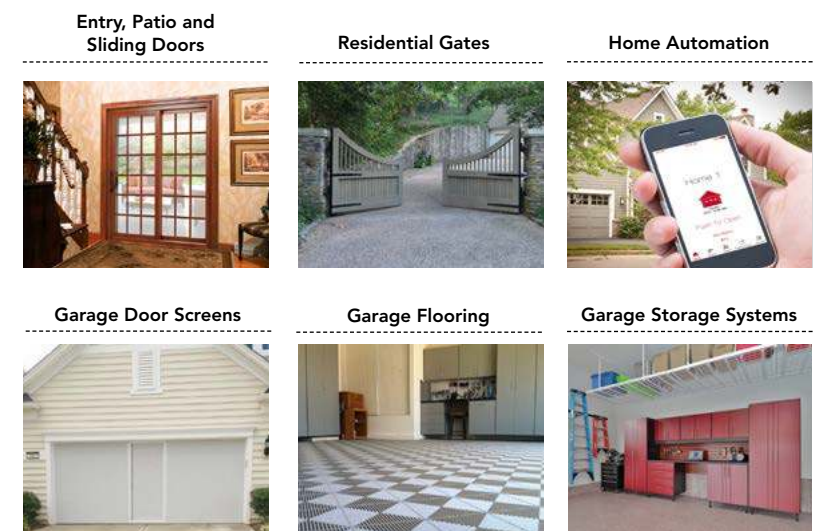 Entry, Patio and
Sliding Doors
Residential Gates
Home Automation
Home 1
Garage Door Screens
Garage Flooring
Garage Storage Systems